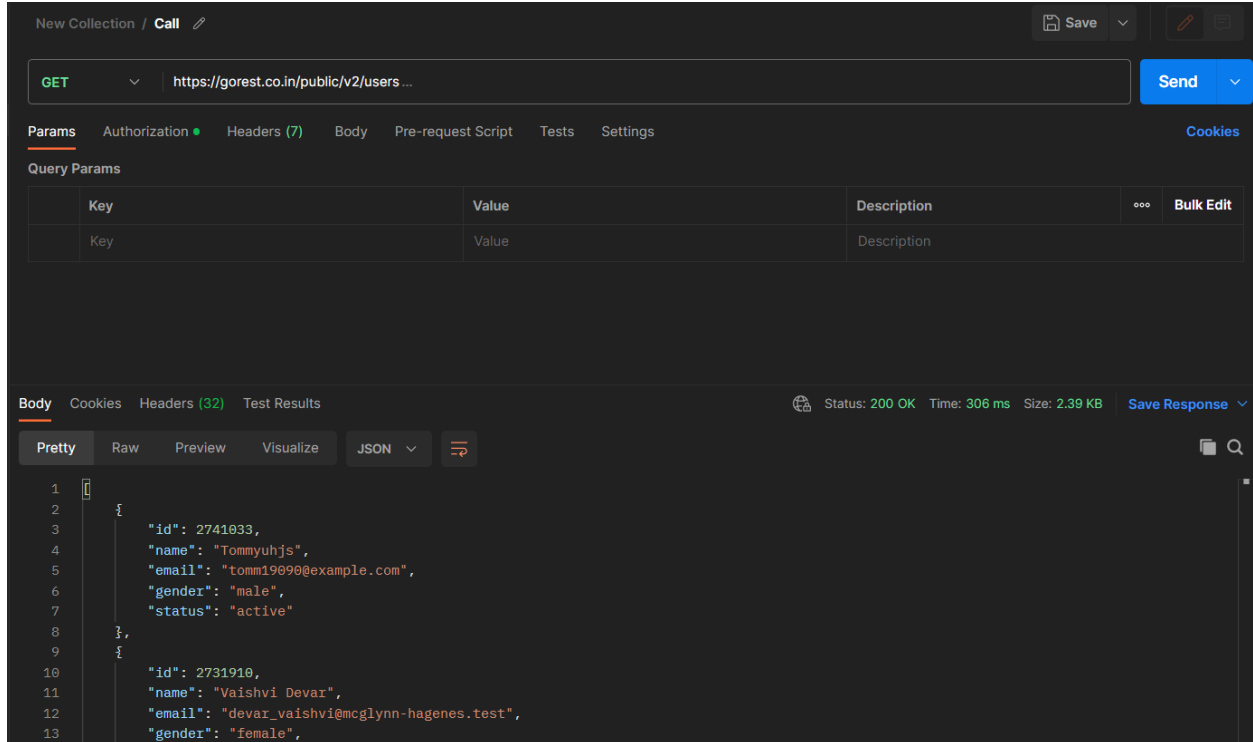 New Collection / Call
Save
GET https://gorest.co.in/public/v2/users ...
Send
Params Authorization Headers (7) Body Pre-request Script Tests Settings Cookies
Query Params
Key Value Description ooo Bulk Edit
Key Value Description
Body Cookies Headers (32) Test Results Status: 200 OK Time: 306 ms Size: 2.39 KB Save Response
Pretty Raw Preview Visualize JSON
1 [
2 {
3 "id": 2741033,
4 "name": "Tommyuhjs",
5 "email": "tomm19090@example.com",
6 "gender": "male",
7 "status": "active"
8 },
9 {
10 "id": 2731910,
11 "name": "Vaishvi Devar",
12 "email": "devar_vaishvi@mcglynn-hagenes.test",
13 "gender": "female",